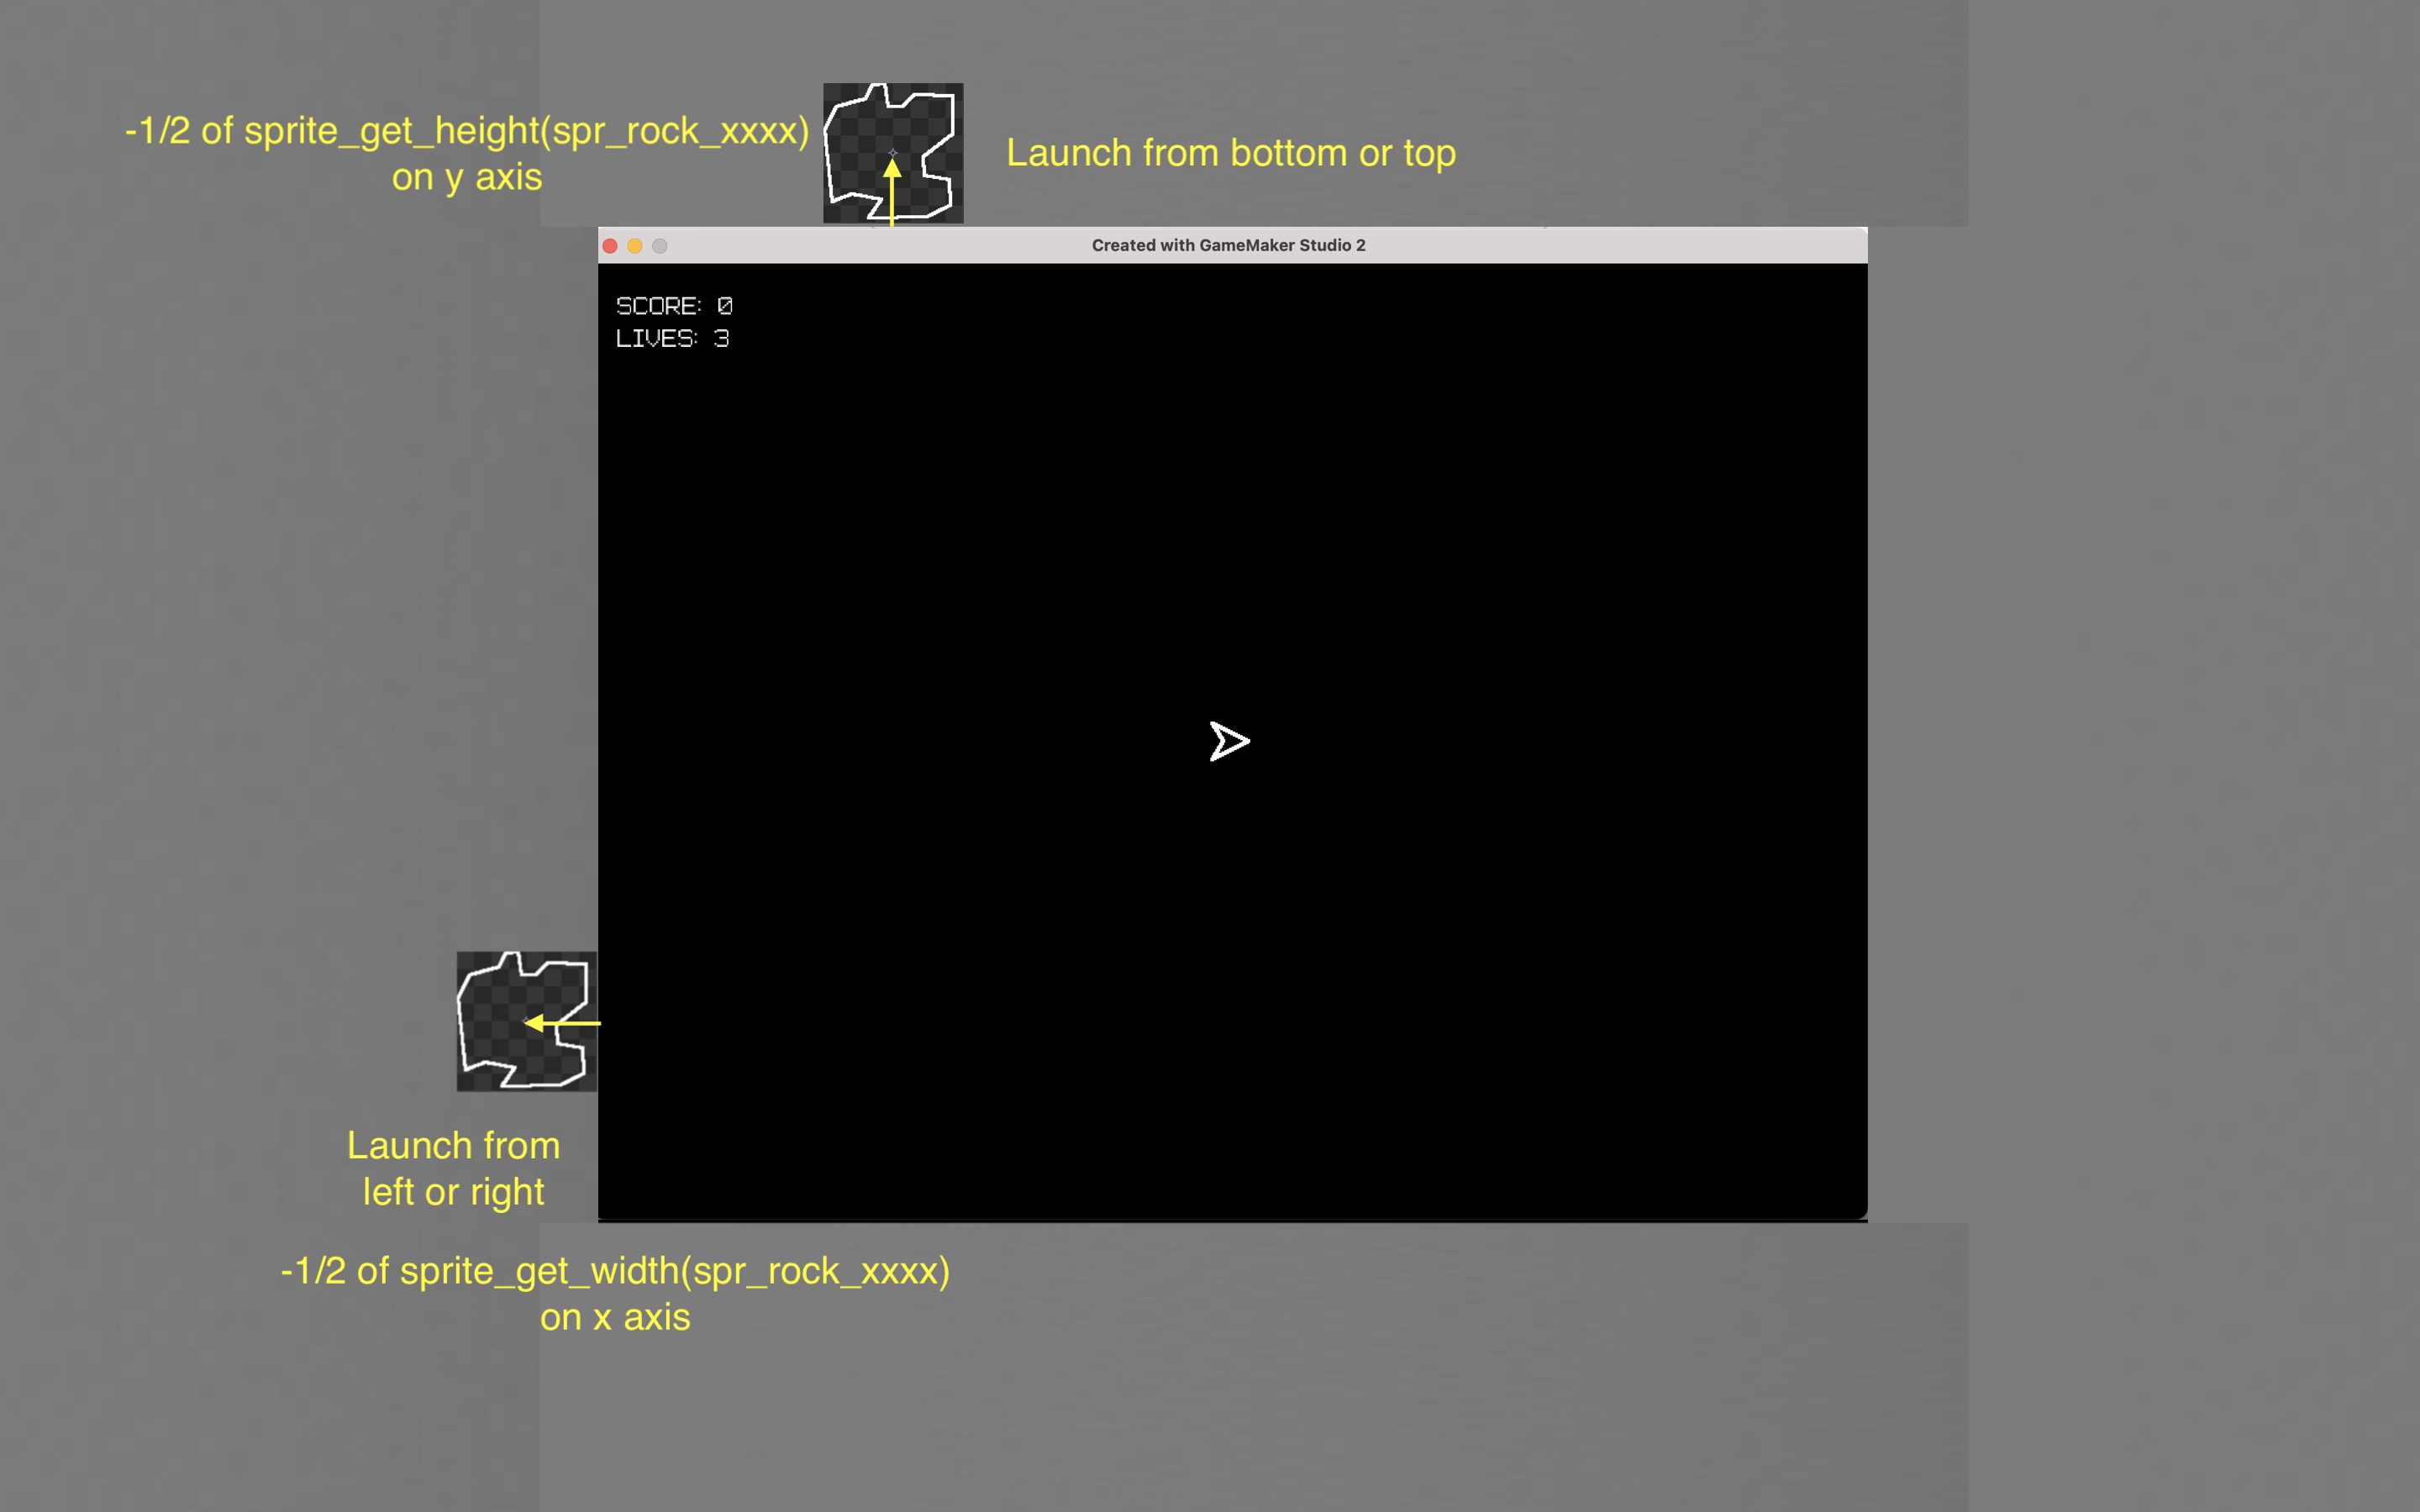 -1/2 of sprite_get_height(spr_rock_xxxx)
on y axis
Launch from bottom or top
Created with GameMaker Studio 2
SCORE: 0
LIVES: 3
Launch from
left or right
-1/2 of sprite_get_width(spr_rock_xxxx)
on x axis